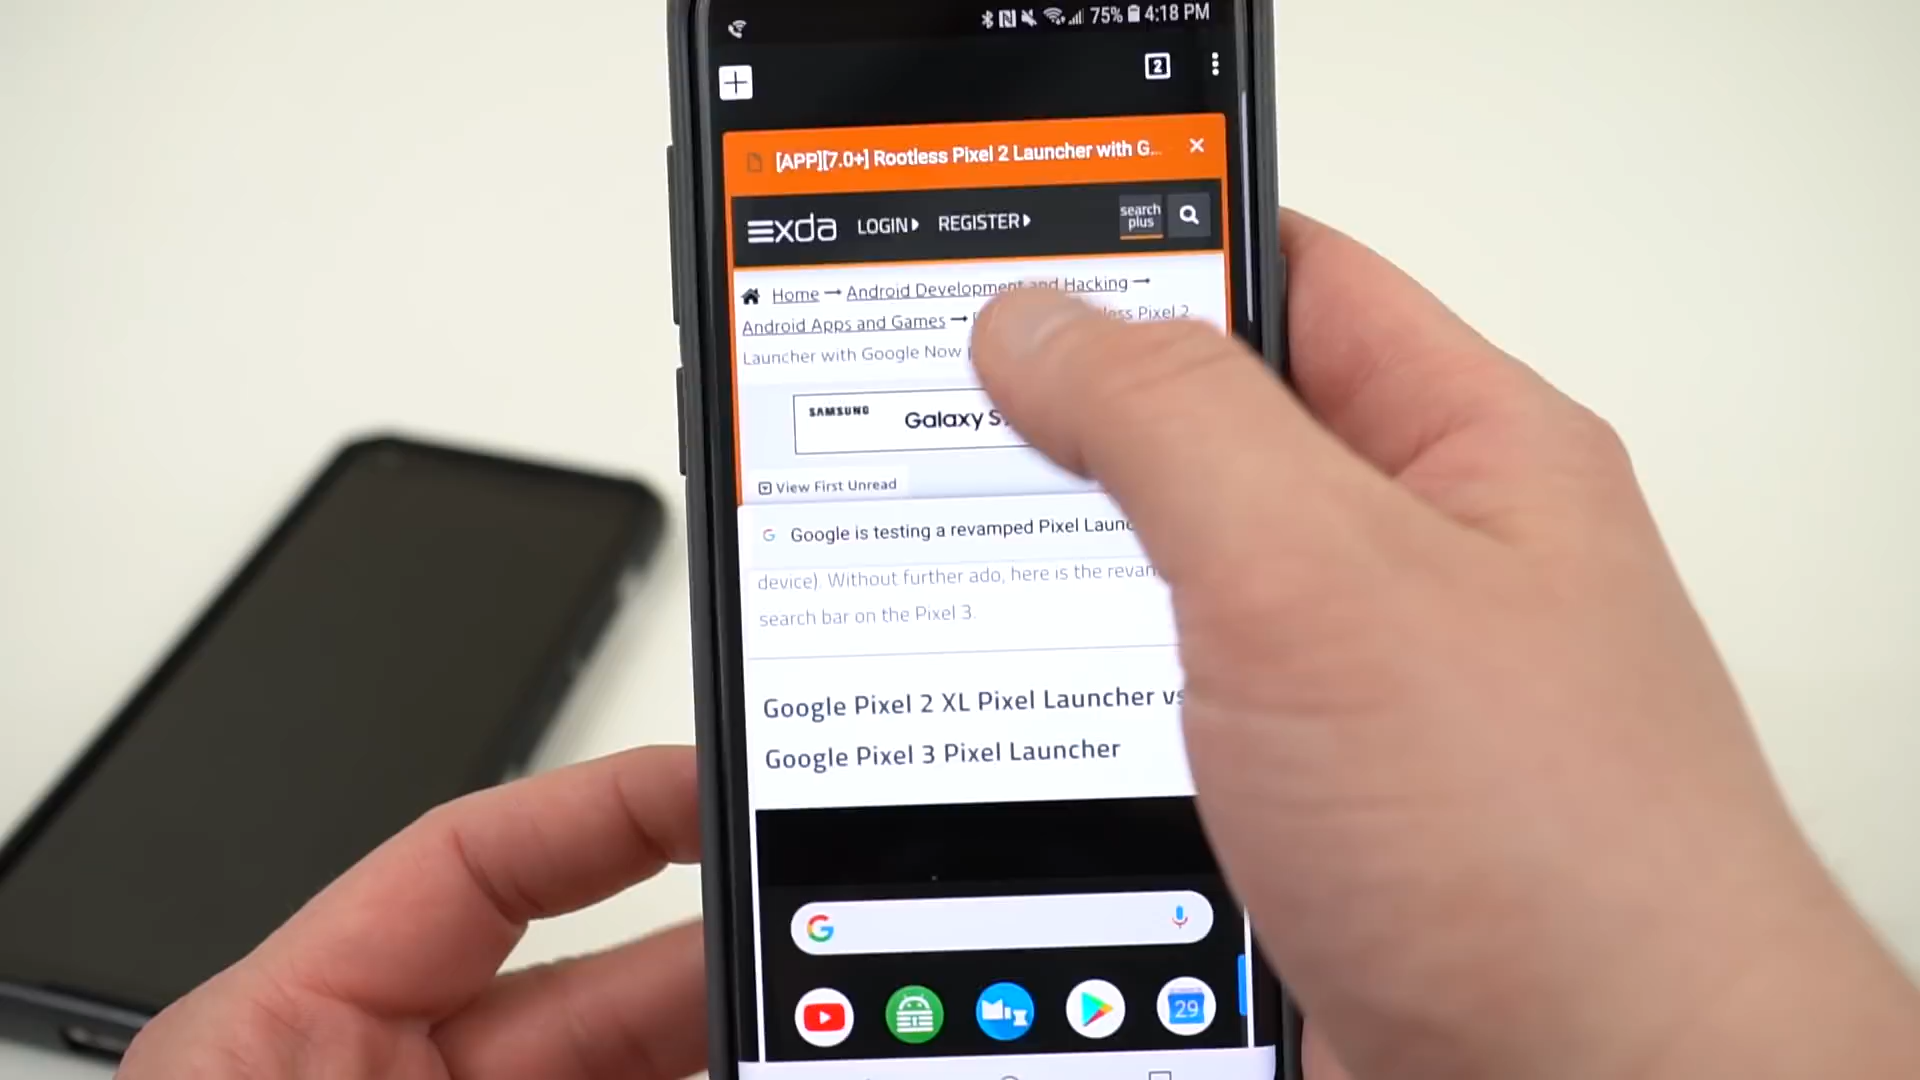 75% 4:18 PM
2
[APP][7.0+] Rootless Pixel 2 Launcher with G...
xda LOGIN REGISTER search plus
Home → Android Development and Hacking →
Android Apps and Games → less Pixel 2
Launcher with Google Now
SAMSUNG
Galaxy S
View First Unread
G Google is testing a revamped Pixel Launc
device). Without further ado, here is the revam
search bar on the Pixel 3.
Google Pixel 2 XL Pixel Launcher vs
Google Pixel 3 Pixel Launcher
G
29